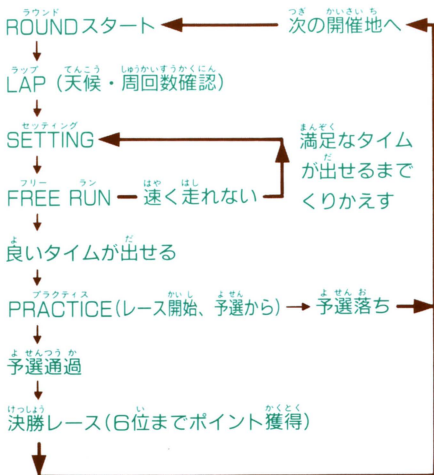 ROUNDスタート
次の開催地へ
LAP（天候・周回数確認）
SETTING
満足なタイム
が出せるまで
くりかえす
FREE RUN
速く走れない
良いタイムが出せる
PRACTICE（レース開始、予選から）
予選落ち
予選通過
決勝レース（6位までポイント獲得）